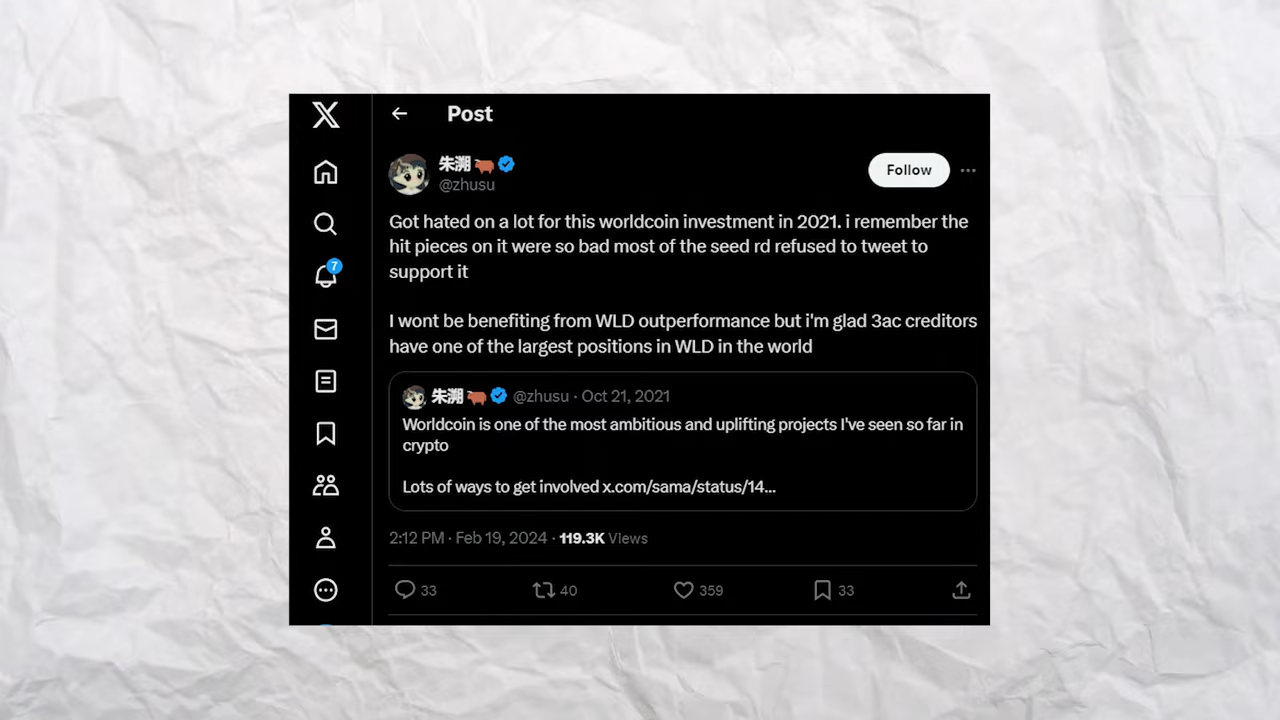 Post
朱溯
@zhusu
Follow
7
Got hated on a lot for this worldcoin investment in 2021. i remember the
hit pieces on it were so bad most of the seed rd refused to tweet to
support it
I wont be benefiting from WLD outperformance but i'm glad 3ac creditors
have one of the largest positions in WLD in the world
朱溯 @zhusu · Oct 21, 2021
Worldcoin is one of the most ambitious and uplifting projects I've seen so far in
crypto
Lots of ways to get involved x.com/sama/status/14...
2:12 PM · Feb 19, 2024 · 119.3K Views
33 40 359 33